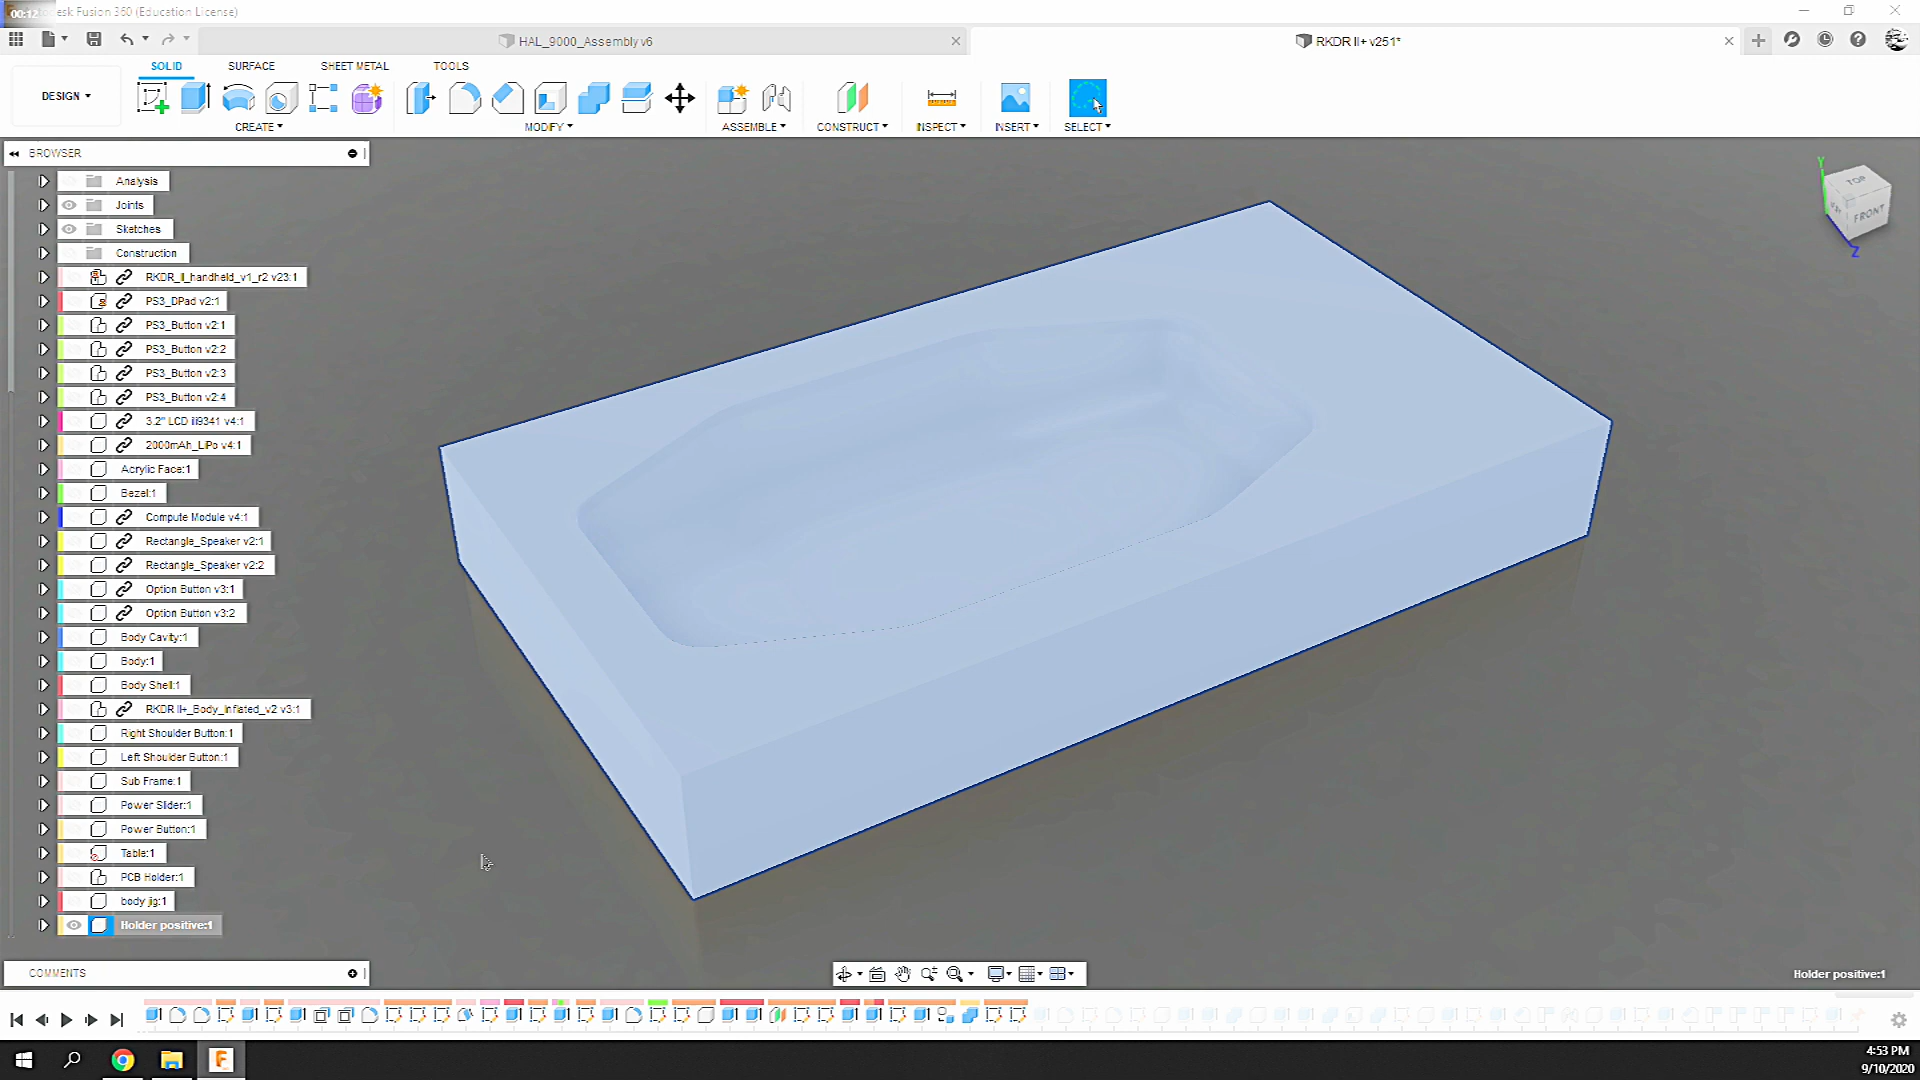 00:12
desk Fusion 360 (Education License)
HAL_9000_Assembly v6
RKDR II+ v251*
DESIGN
SOLID
SURFACE
SHEET METAL
TOOLS
CREATE
MODIFY
ASSEMBLE
CONSTRUCT
INSPECT
INSERT
SELECT
BROWSER
Analysis
Joints
Sketches
Construction
RKDR_II_handheld_v1_r2 v23:1
PS3_DPad v2:1
PS3_Button v2:1
PS3_Button v2:2
PS3_Button v2:3
PS3_Button v2:4
3.2" LCD ili9341 v4:1
2000mAh_LiPo v4:1
Acrylic Face:1
Bezel:1
Compute Module v4:1
Rectangle_Speaker v2:1
Rectangle_Speaker v2:2
Option Button v3:1
Option Button v3:2
Body Cavity:1
Body:1
Body Shell:1
RKDR II+_Body_Inflated_v2 v3:1
Right Shoulder Button:1
Left Shoulder Button:1
Sub Frame:1
Power Slider:1
Power Button:1
Table:1
PCB Holder:1
body jig:1
Holder positive:1
Y
TOP
FRONT
Z
COMMENTS
Holder positive:1
4:53 PM
9/10/2020